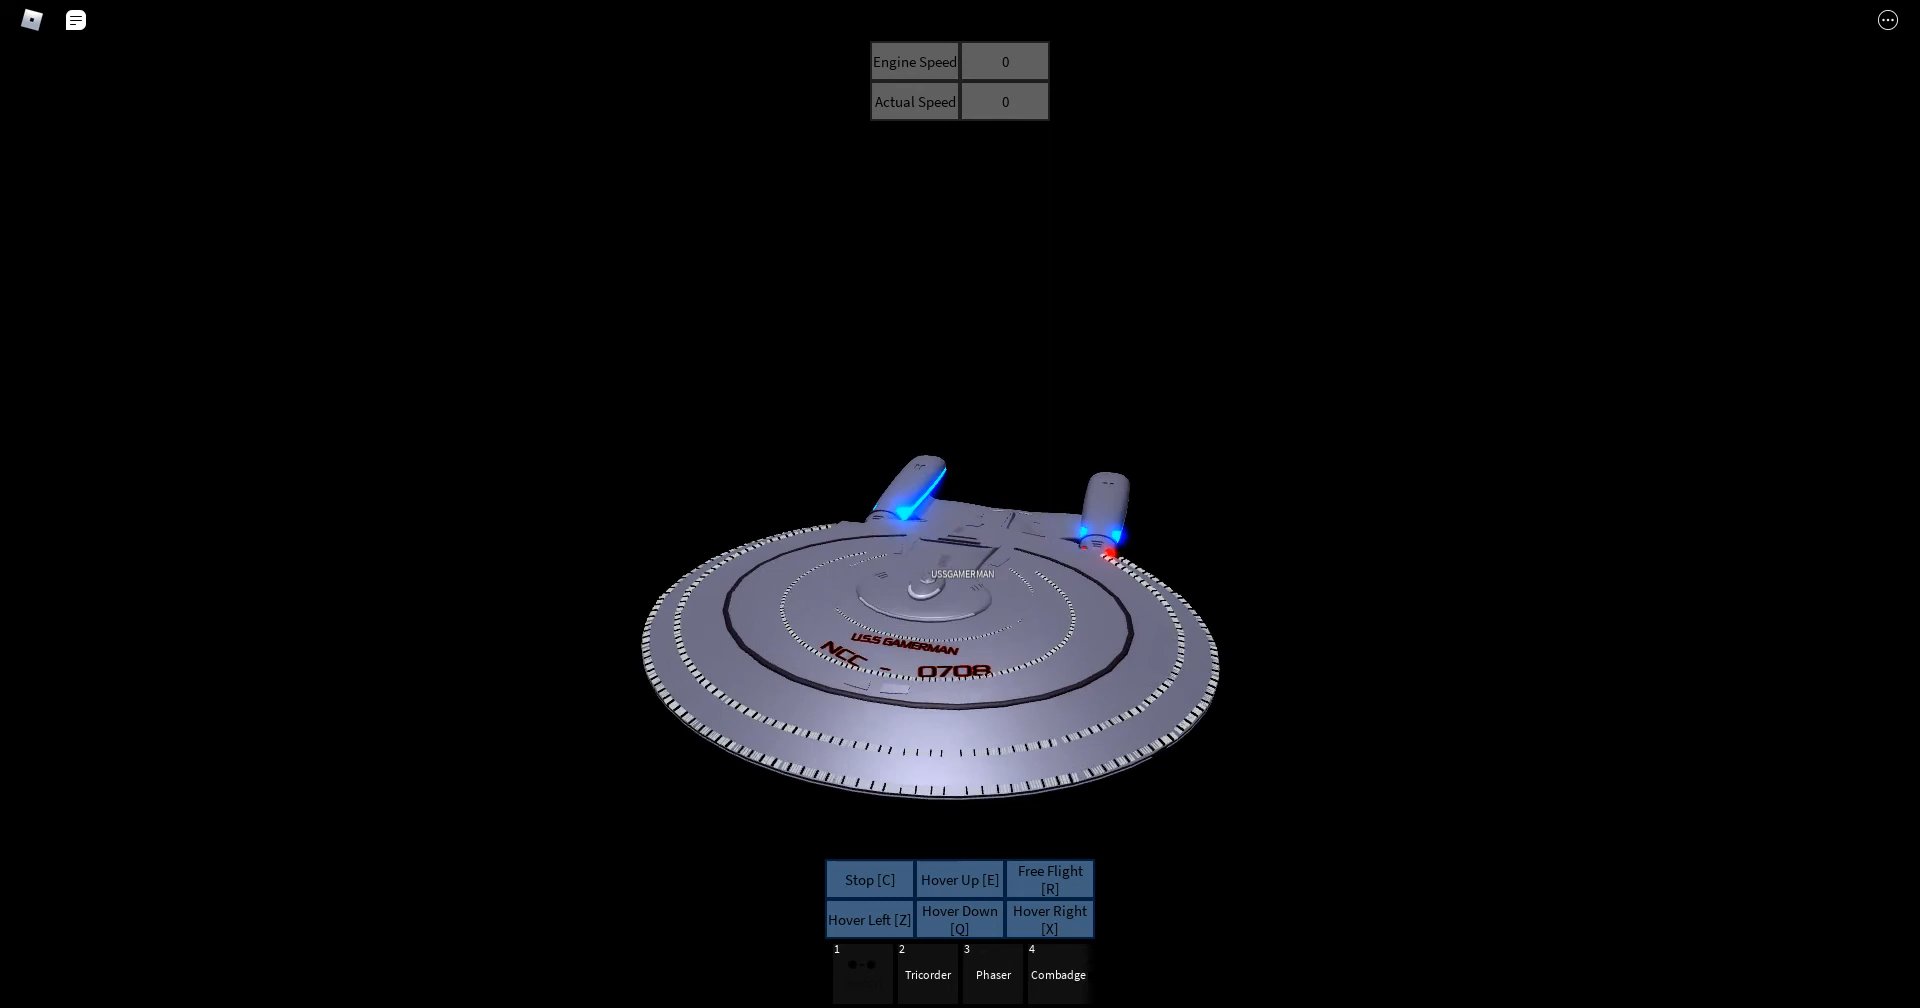 Engine Speed 0
Actual Speed 0
USSGAMERMAN
USS GAMERMAN
NCC - 0708
Stop [C] Hover Up [E] Free Flight
[R]
Hover Left [Z] Hover Down
[Q] Hover Right
[X]
1 2 3 4
Tricorder Phaser Combadge